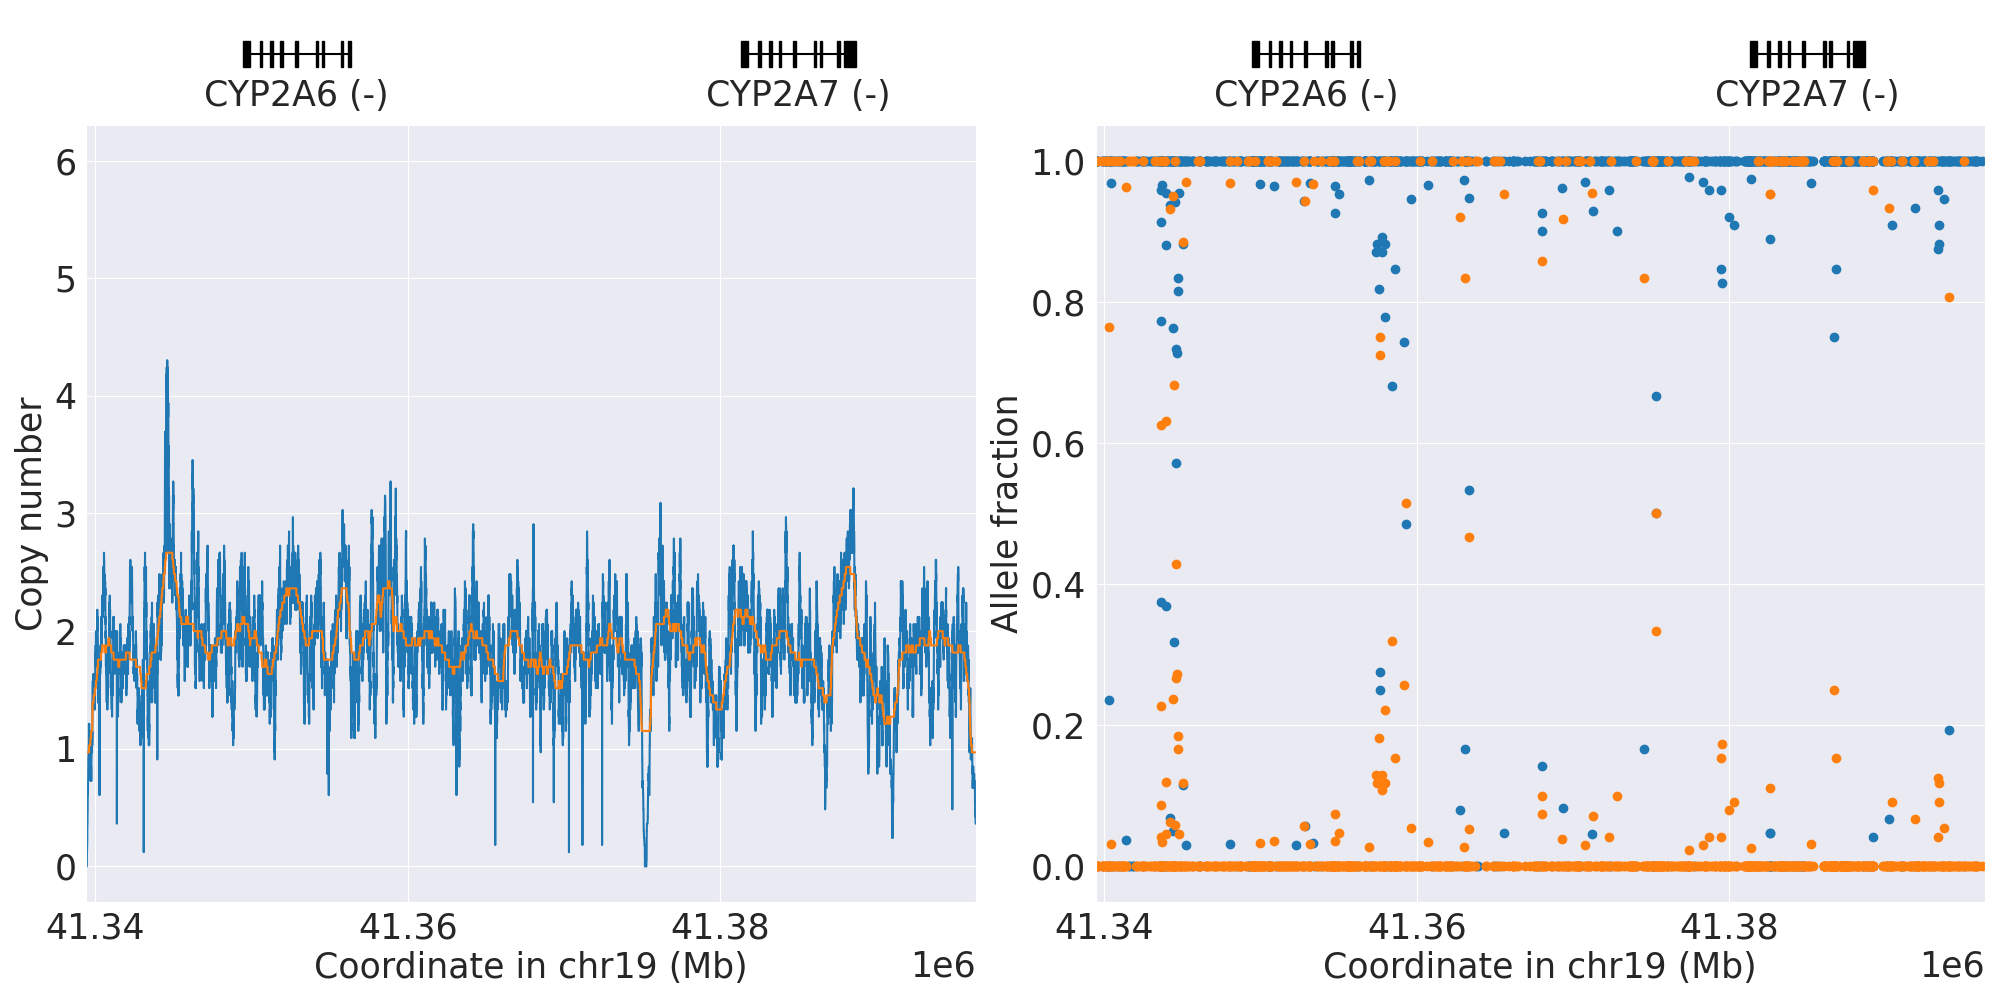 CYP2A6 (-)
CYP2A7 (-)
CYP2A6 (-)
CYP2A7 (-)
Copy number
6
5
4
3
2
1
0
41.34
41.36
41.38
Coordinate in chr19 (Mb)
1e6
Allele fraction
1.0
0.8
0.6
0.4
0.2
0.0
41.34
41.36
41.38
Coordinate in chr19 (Mb)
1e6